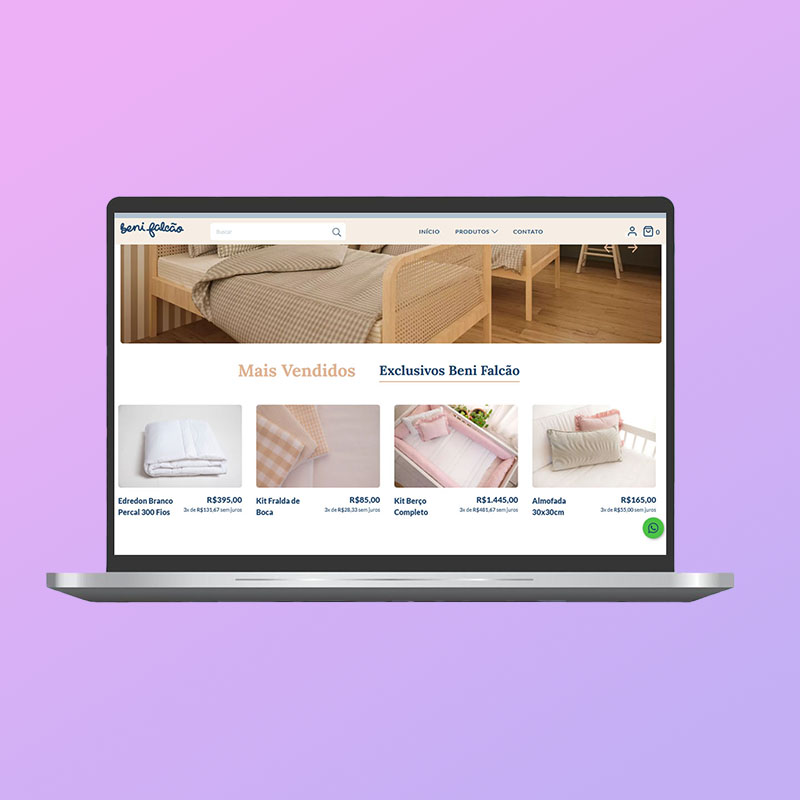 beni falcão
Buscar
INÍCIO PRODUTOS CONTATO
0
Mais Vendidos Exclusivos Beni Falcão
Edredon Branco
Percal 300 Fios
R$395,00
3x de R$131,67 sem juros
Kit Fralda de
Boca
R$85,00
3x de R$28,33 sem juros
Kit Berço
Completo
R$1.445,00
3x de R$481,67 sem juros
Almofada
30x30cm
R$165,00
3x de R$55,00 sem juros